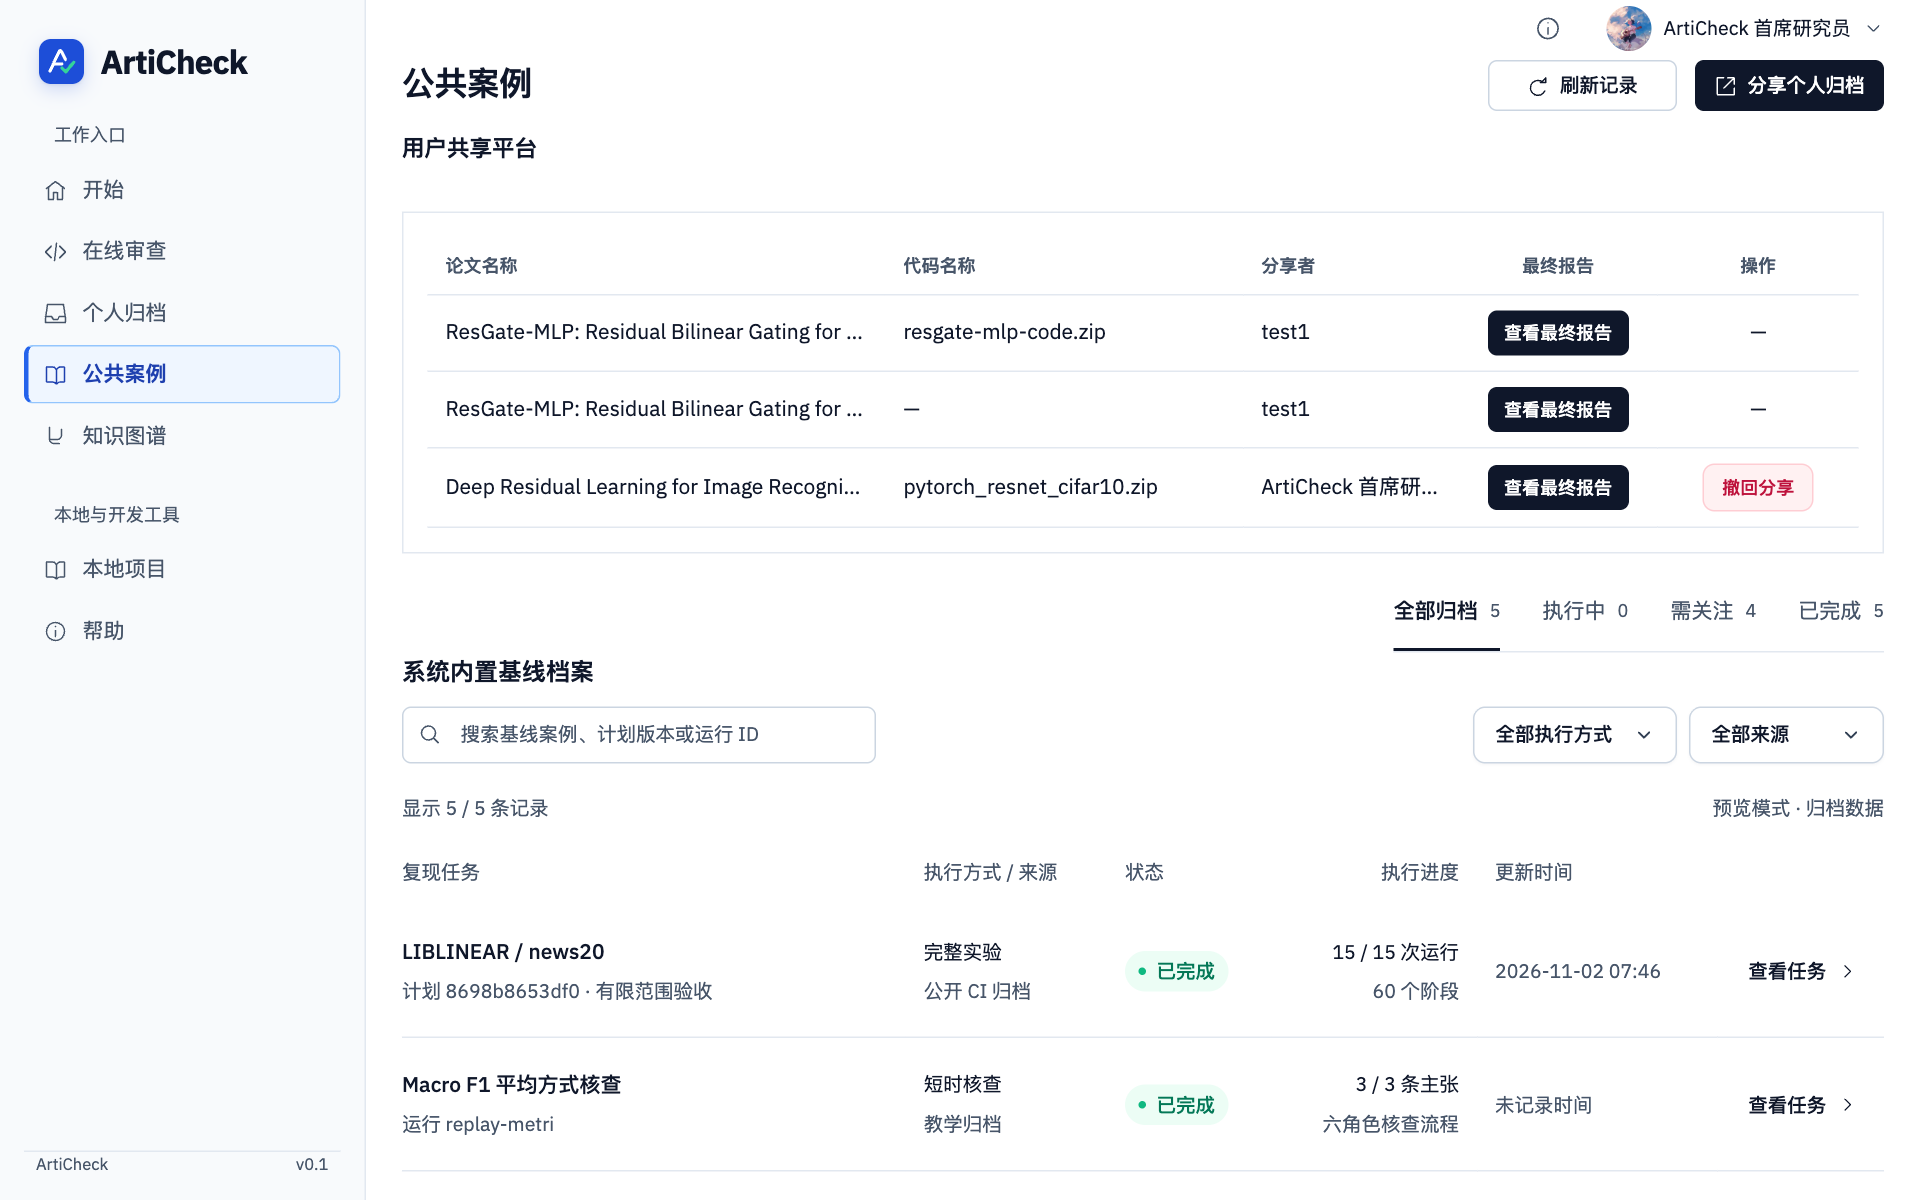 ArtiCheck
工作入口
开始
在线审查
个人归档
公共案例
知识图谱
本地与开发工具
本地项目
帮助
ArtiCheck v0.1
ArtiCheck 首席研究员
公共案例
刷新记录
分享个人归档
用户共享平台
论文名称 代码名称 分享者 最终报告 操作
ResGate-MLP: Residual Bilinear Gating for ... resgate-mlp-code.zip test1 查看最终报告 —
ResGate-MLP: Residual Bilinear Gating for ... — test1 查看最终报告 —
Deep Residual Learning for Image Recogni... pytorch_resnet_cifar10.zip ArtiCheck 首席研... 查看最终报告 撤回分享
全部归档 5 执行中 0 需关注 4 已完成 5
系统内置基线档案
搜索基线案例、计划版本或运行 ID
全部执行方式 全部来源
显示 5 / 5 条记录 预览模式 · 归档数据
复现任务 执行方式 / 来源 状态 执行进度 更新时间
LIBLINEAR / news20 完整实验 15 / 15 次运行
已完成 2026-11-02 07:46 查看任务
计划 8698b8653df0 · 有限范围验收 公开 CI 归档 60 个阶段
Macro F1 平均方式核查 短时核查 3 / 3 条主张
已完成 未记录时间 查看任务
运行 replay-metri 教学归档 六角色核查流程